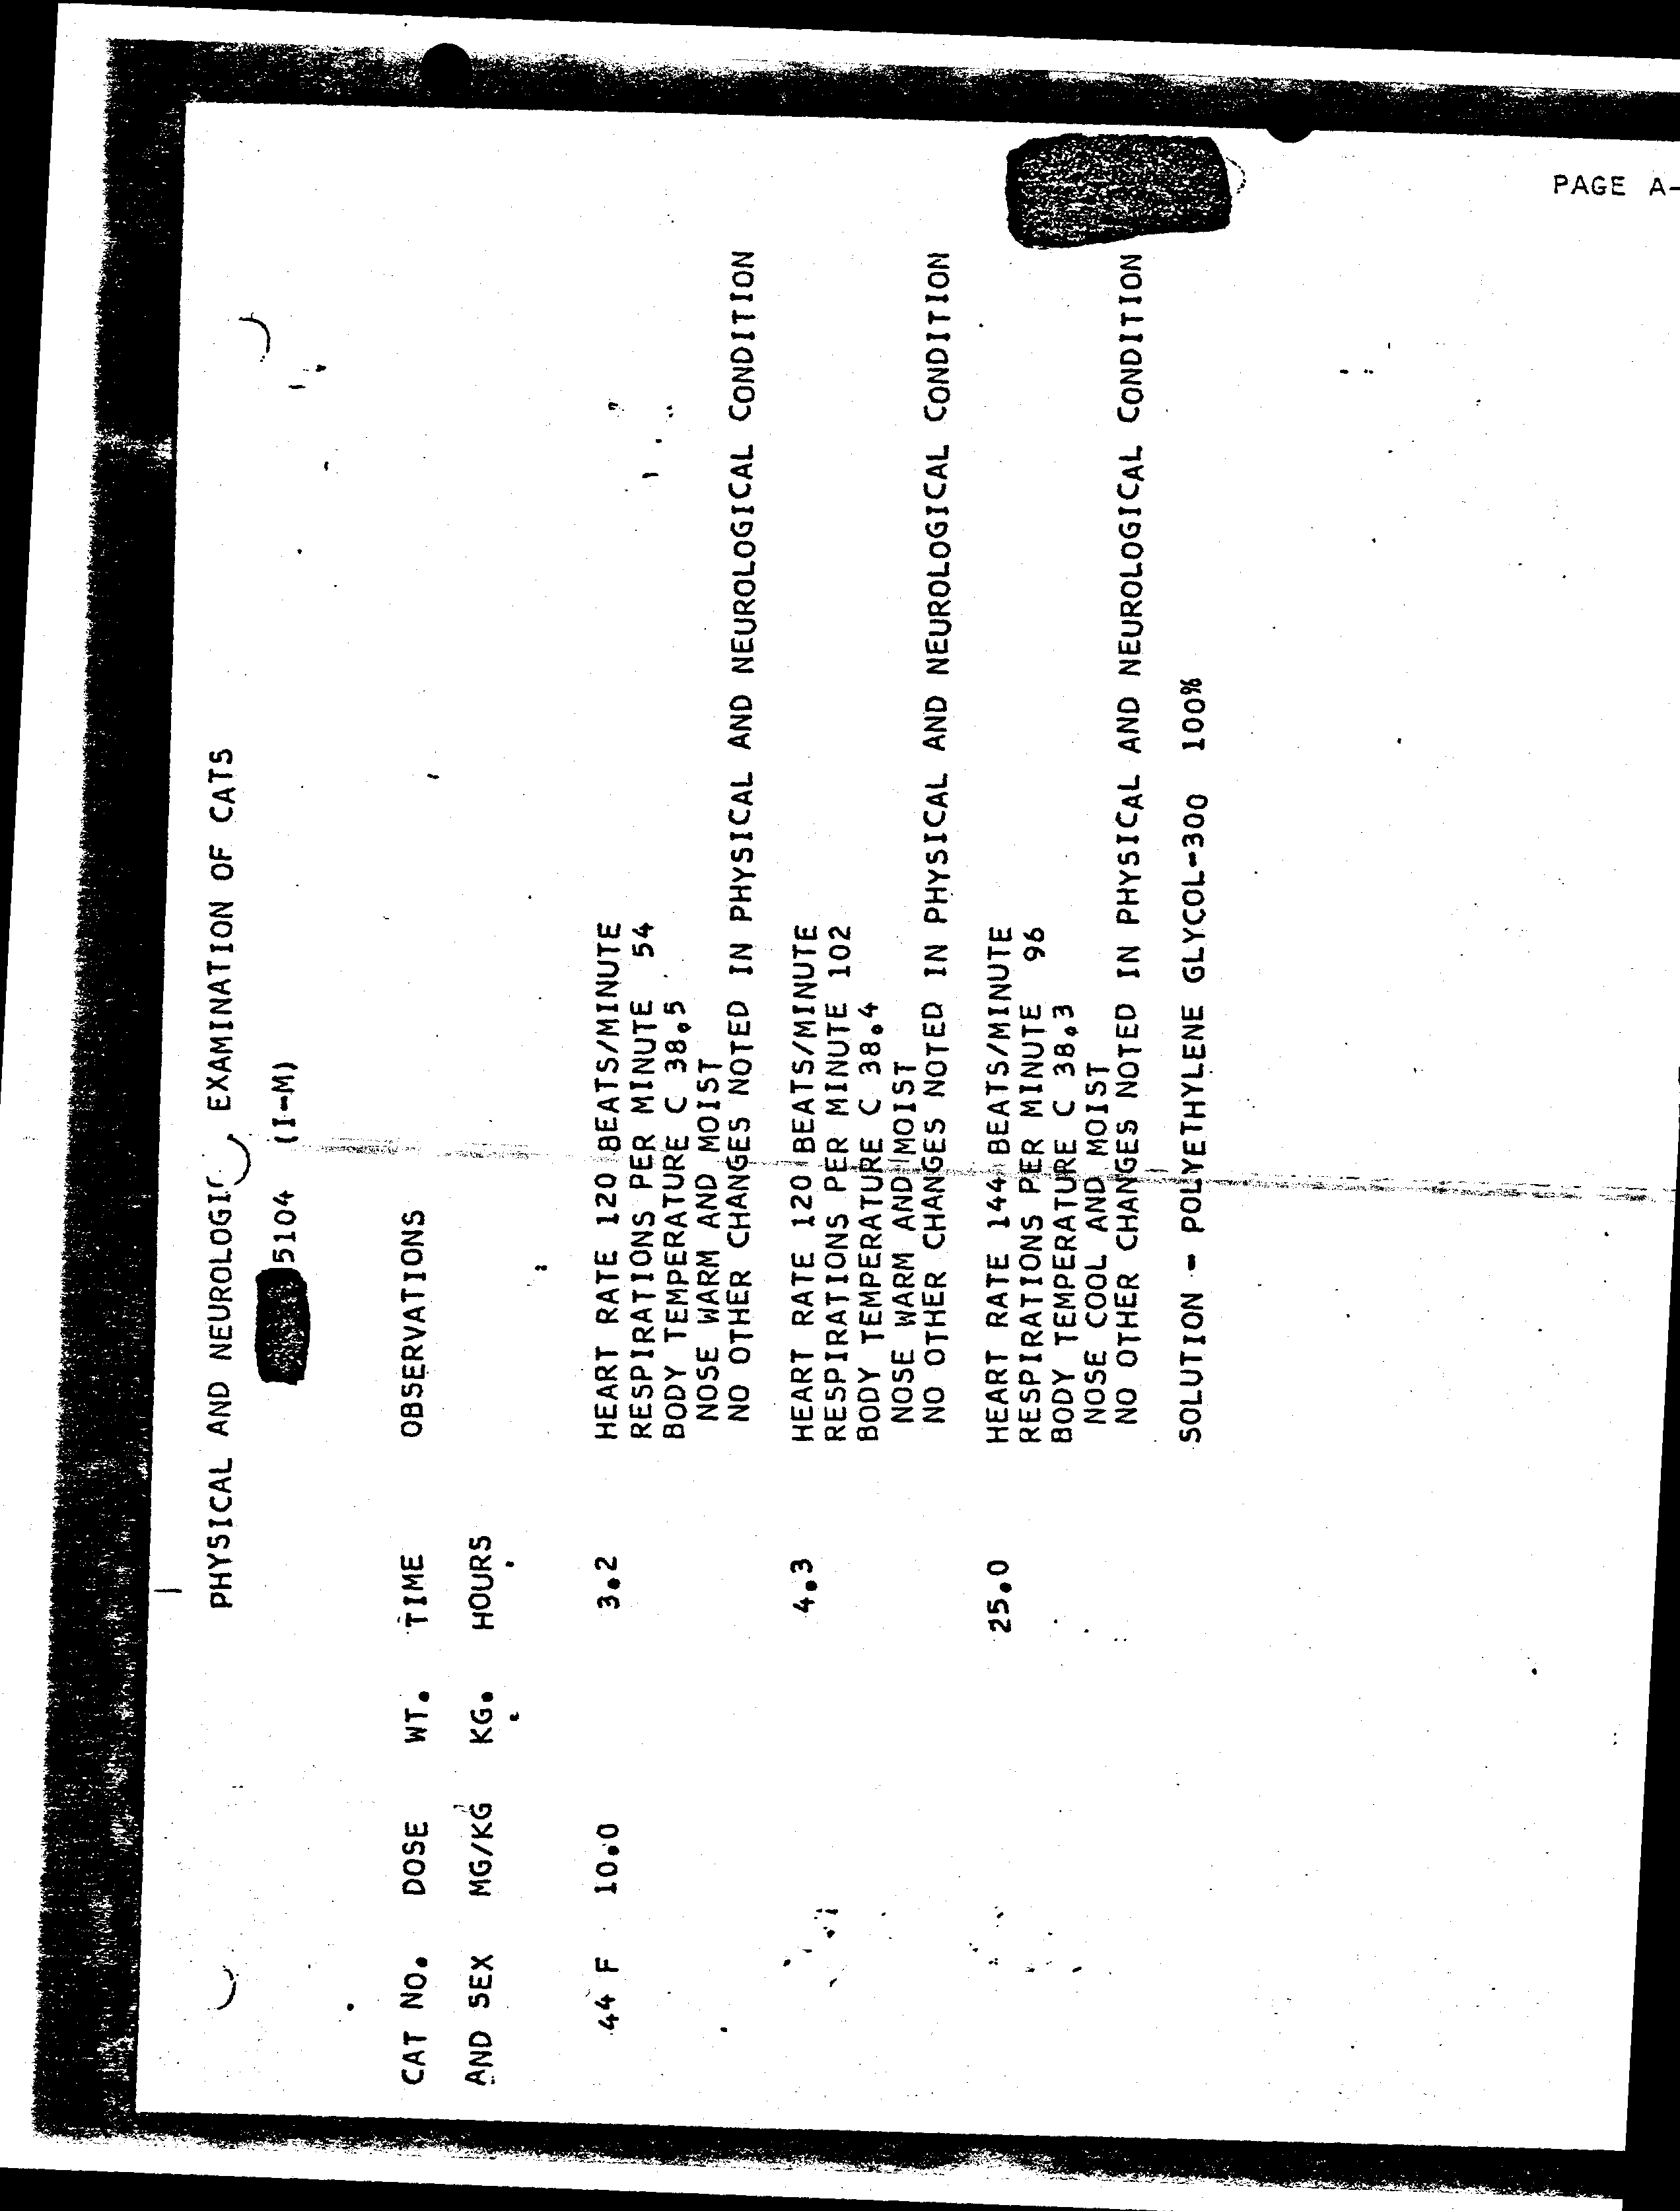 PAGE A-
PHYSICAL AND NEUROLOGIC EXAMINATION OF CATS
5104 (I-M)
CAT NO. DOSE WT. TIME OBSERVATIONS
AND SEX MG/KG KG. HOURS
44 F 10.0 3.2 HEART RATE 120 BEATS/MINUTE
RESPIRATIONS PER MINUTE 54
BODY TEMPERATURE C 38.5
NOSE WARM AND MOIST
NO OTHER CHANGES NOTED IN PHYSICAL AND NEUROLOGICAL CONDITION
4.3 HEART RATE 120 BEATS/MINUTE
RESPIRATIONS PER MINUTE 102
BODY TEMPERATURE C 38.4
NOSE WARM AND MOIST
NO OTHER CHANGES NOTED IN PHYSICAL AND NEUROLOGICAL CONDITION
25.0 HEART RATE 144 BEATS/MINUTE
RESPIRATIONS PER MINUTE 96
BODY TEMPERATURE C 38.3
NOSE COOL AND MOIST
NO OTHER CHANGES NOTED IN PHYSICAL AND NEUROLOGICAL CONDITION
SOLUTION - POLYETHYLENE GLYCOL-300 100%